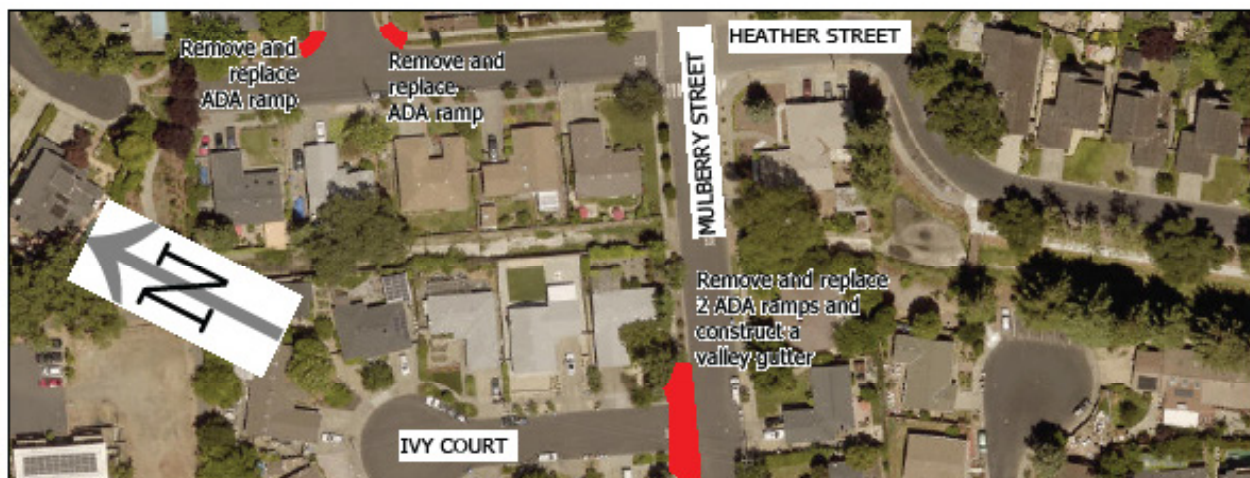 HEATHER STREET
Remove and
replace
ADA ramp
Remove and
replace
ADA ramp
MULBERRY STREET
N
Remove and replace
2 ADA ramps and
construct a
valley gutter
IVY COURT